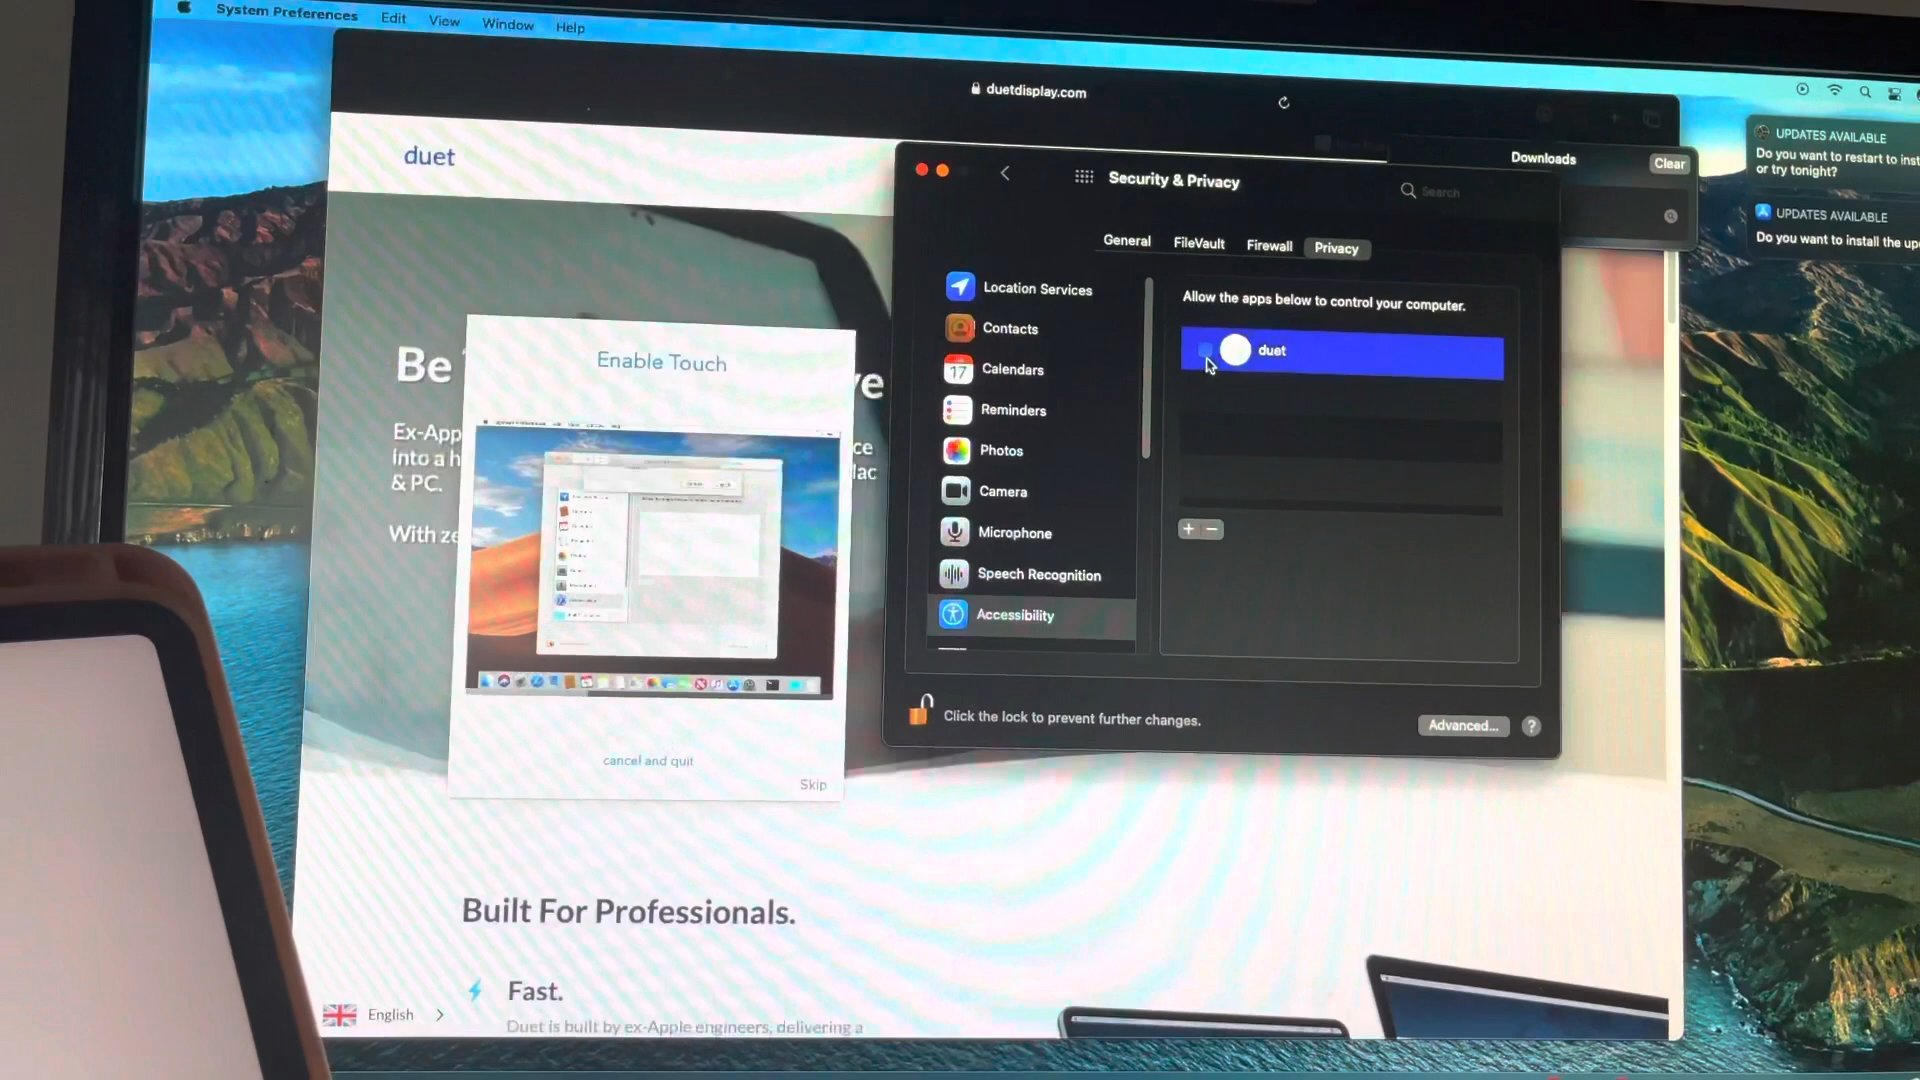 System Preferences Edit View Window Help
duetdisplay.com
duet
Downloads
Clear
UPDATES AVAILABLE
Do you want to restart to inst
or try tonight?
UPDATES AVAILABLE
Do you want to install the up
Security & Privacy
Search
General FileVault Firewall Privacy
Location Services
Contacts
17
Calendars
Reminders
Photos
Camera
Microphone
Speech Recognition
Accessibility
Allow the apps below to control your computer.
duet
+ −
Click the lock to prevent further changes.
Advanced... ?
Be
ve
Ex-App
into a h
& PC.
With ze
ce
Mac
Enable Touch
cancel and quit
Skip
Built For Professionals.
Fast.
Duet is built by ex-Apple engineers, delivering a
English